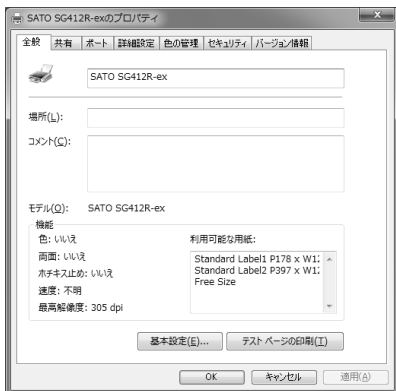 SATO SG412R-exのプロパティ
全般 共有 ポート 詳細設定 色の管理 セキュリティ バージョン情報
SATO SG412R-ex
場所(L):
コメント(C):
モデル(O): SATO SG412R-ex
機能
色: いいえ
両面: いいえ
ホチキス止め: いいえ
速度: 不明
最高解像度: 305 dpi
利用可能な用紙:
Standard Label1 P178 x W12
Standard Label2 P397 x W12
Free Size
基本設定(E)... テスト ページの印刷(T)
OK キャンセル 適用(A)